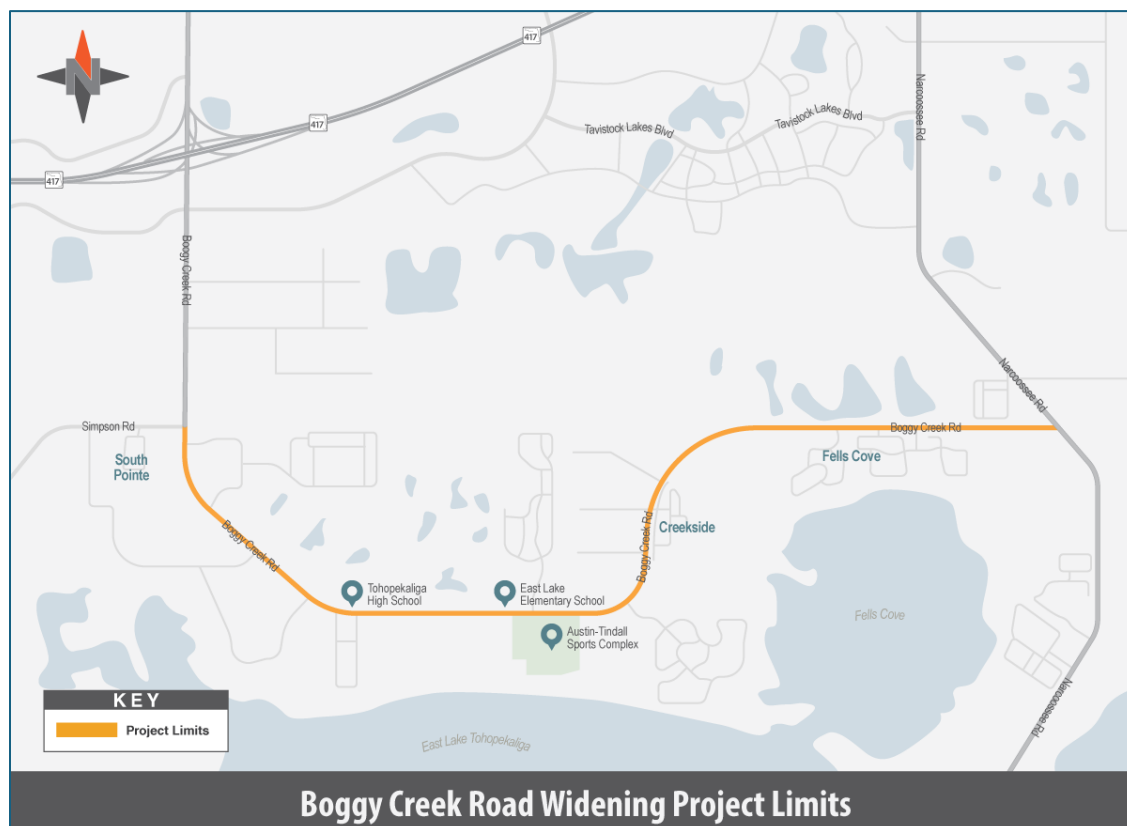 N
417
417
417
Tavistock Lakes Blvd
Tavistock Lakes Blvd
Narcoossee Rd
Boggy Creek Rd
Narcoossee Rd
Simpson Rd
Boggy Creek Rd
South
Pointe
Fells Cove
Boggy Creek Rd
Boggy Creek Rd
Creekside
Tohopekaliga
High School
East Lake
Elementary School
Austin-Tindall
Sports Complex
Fells Cove
Narcoossee Rd
KEY
Project Limits
East Lake Tohopekaliga
Boggy Creek Road Widening Project Limits